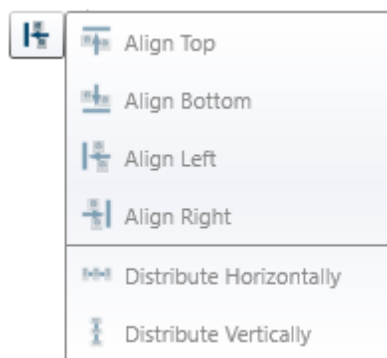 Align Top
Align Bottom
Align Left
Align Right
Distribute Horizontally
Distribute Vertically